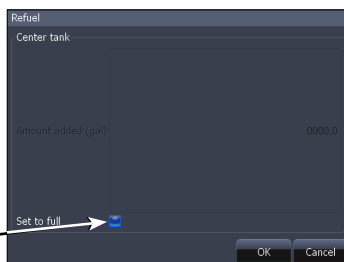 Refuel
Center tank
Amount added (gal) 0000.0
Set to full
OK Cancel